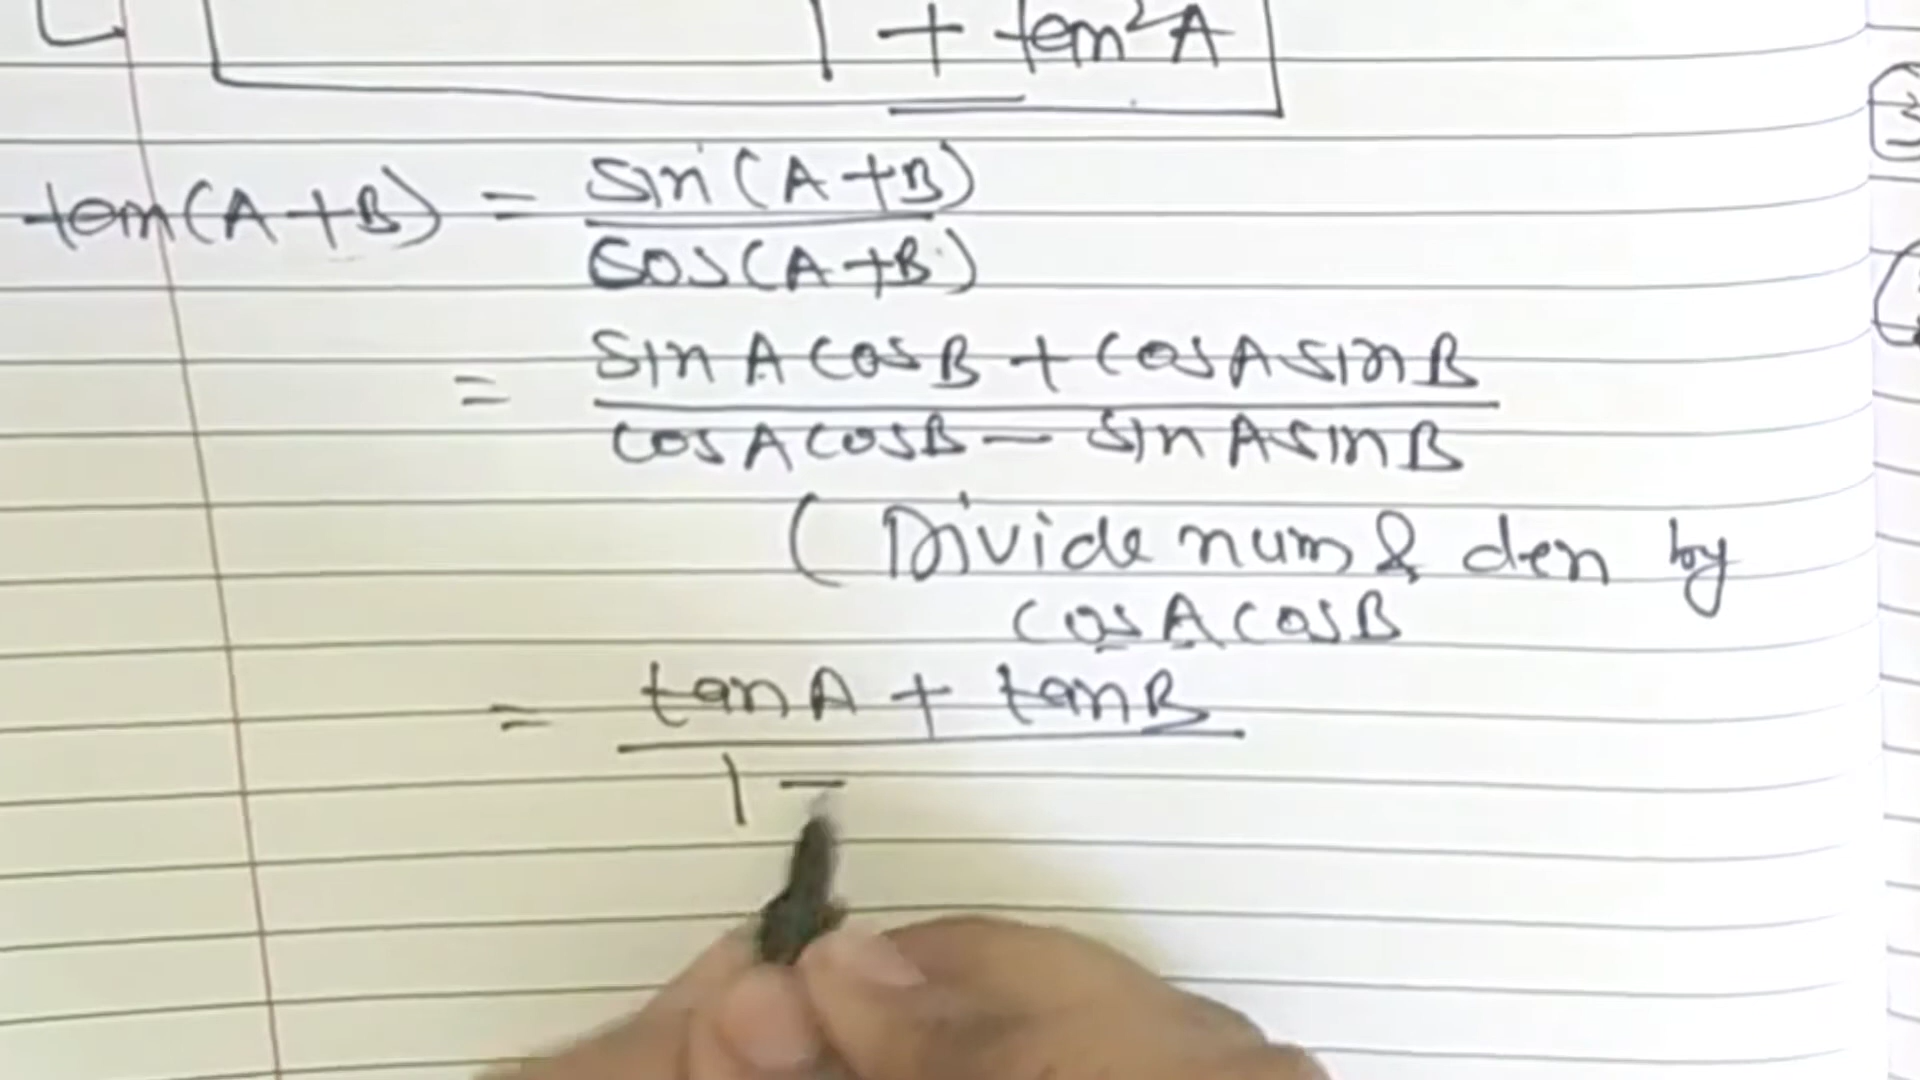 1 + tan²A
tan(A+B) = sin(A+B)
cos(A+B)
= sinA cosB + cosA sinB
cosA cosB - sinA sinB
(Divide num & den by
cosA cosB
= tanA + tanB
1 -
3